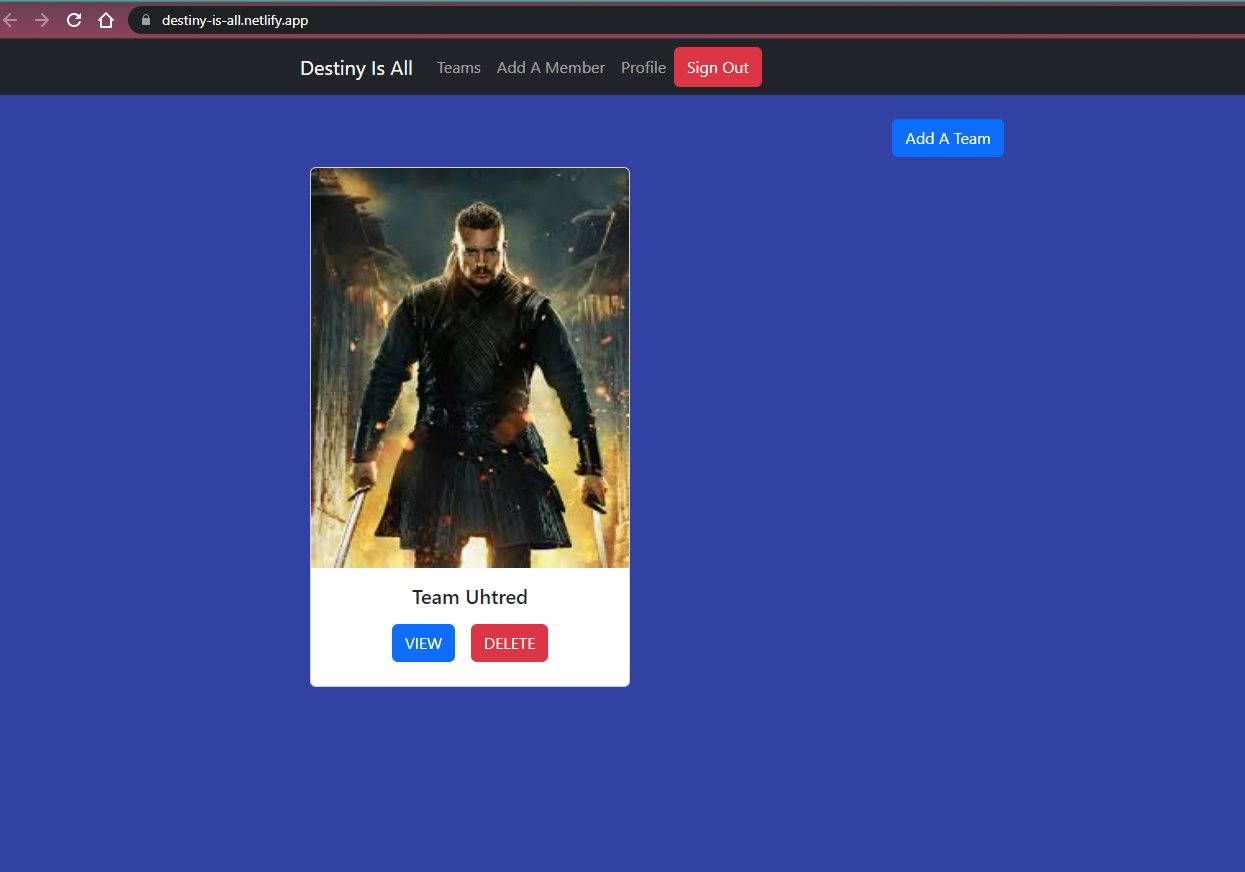 destiny-is-all.netlify.app
Destiny Is All Teams Add A Member Profile Sign Out
Add A Team
Team Uhtred
VIEW DELETE